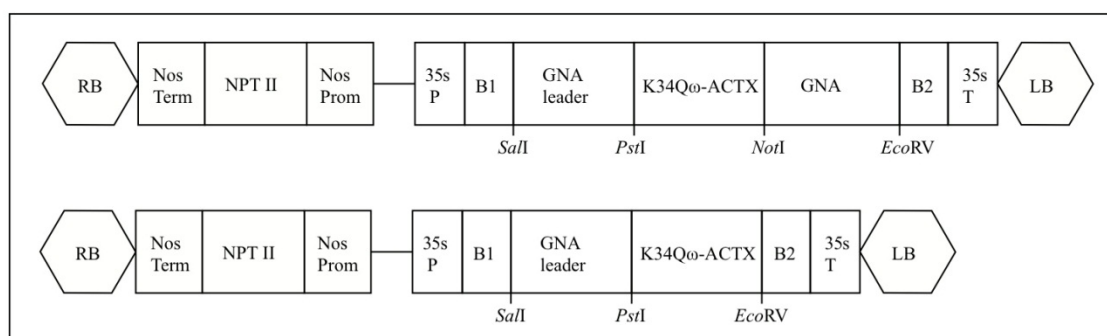 RB Nos Term NPT II Nos Prom 35s P B1 GNA leader K34Qω-ACTX GNA B2 35s T LB
SalI PstI NotI EcoRV
RB Nos Term NPT II Nos Prom 35s P B1 GNA leader K34Qω-ACTX B2 35s T LB
SalI PstI EcoRV